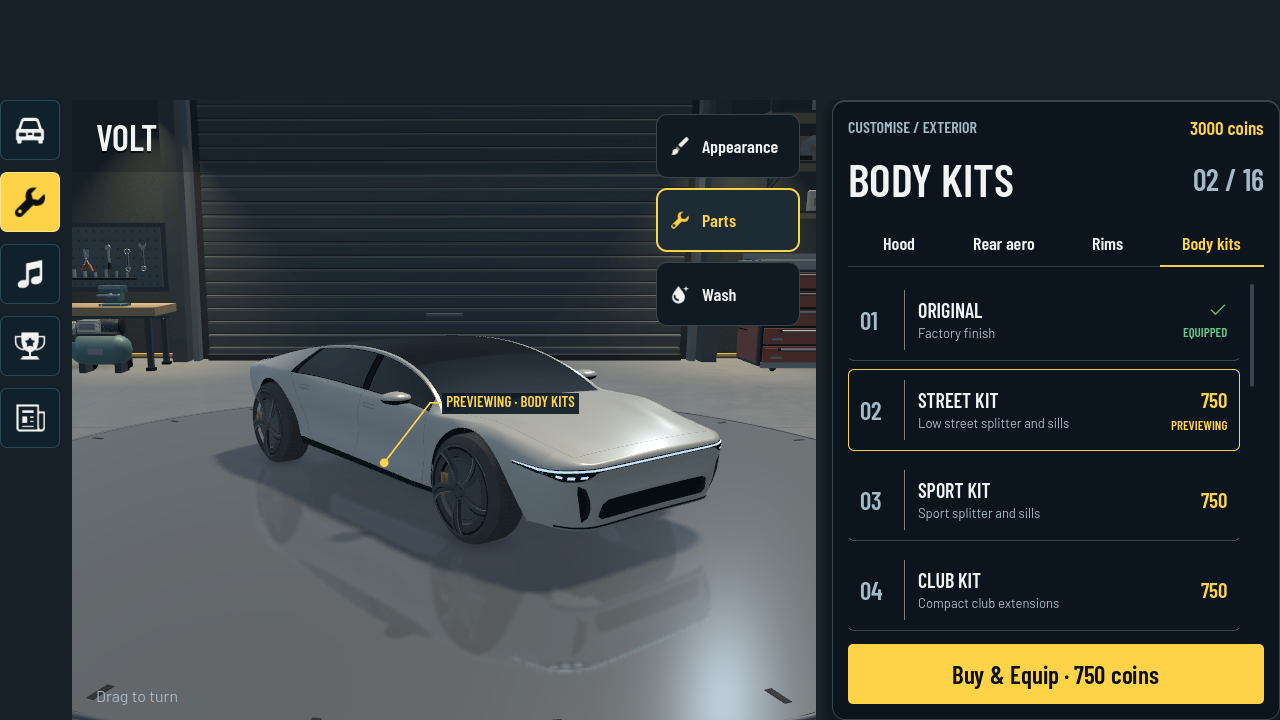 VOLT
Appearance
Parts
Wash
PREVIEWING · BODY KITS
Drag to turn
CUSTOMISE / EXTERIOR
3000 coins
BODY KITS
02 / 16
Hood
Rear aero
Rims
Body kits
01
ORIGINAL
Factory finish
EQUIPPED
02
STREET KIT
Low street splitter and sills
750
PREVIEWING
03
SPORT KIT
Sport splitter and sills
750
04
CLUB KIT
Compact club extensions
750
Buy & Equip · 750 coins